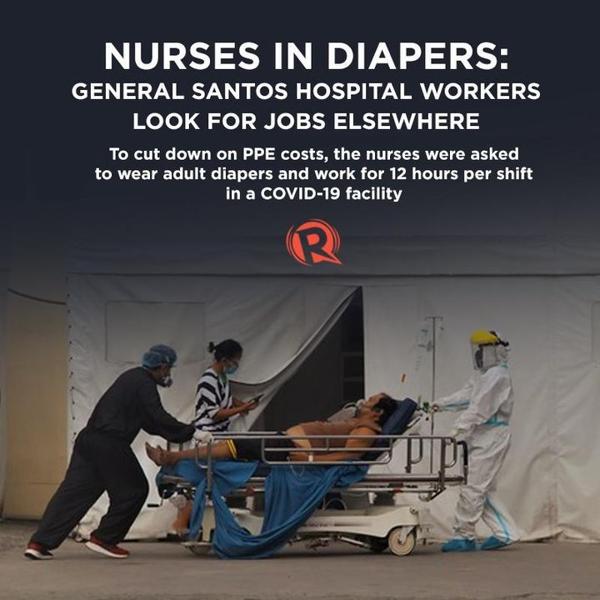 NURSES IN DIAPERS:
GENERAL SANTOS HOSPITAL WORKERS
LOOK FOR JOBS ELSEWHERE
To cut down on PPE costs, the nurses were asked
to wear adult diapers and work for 12 hours per shift
in a COVID-19 facility
R